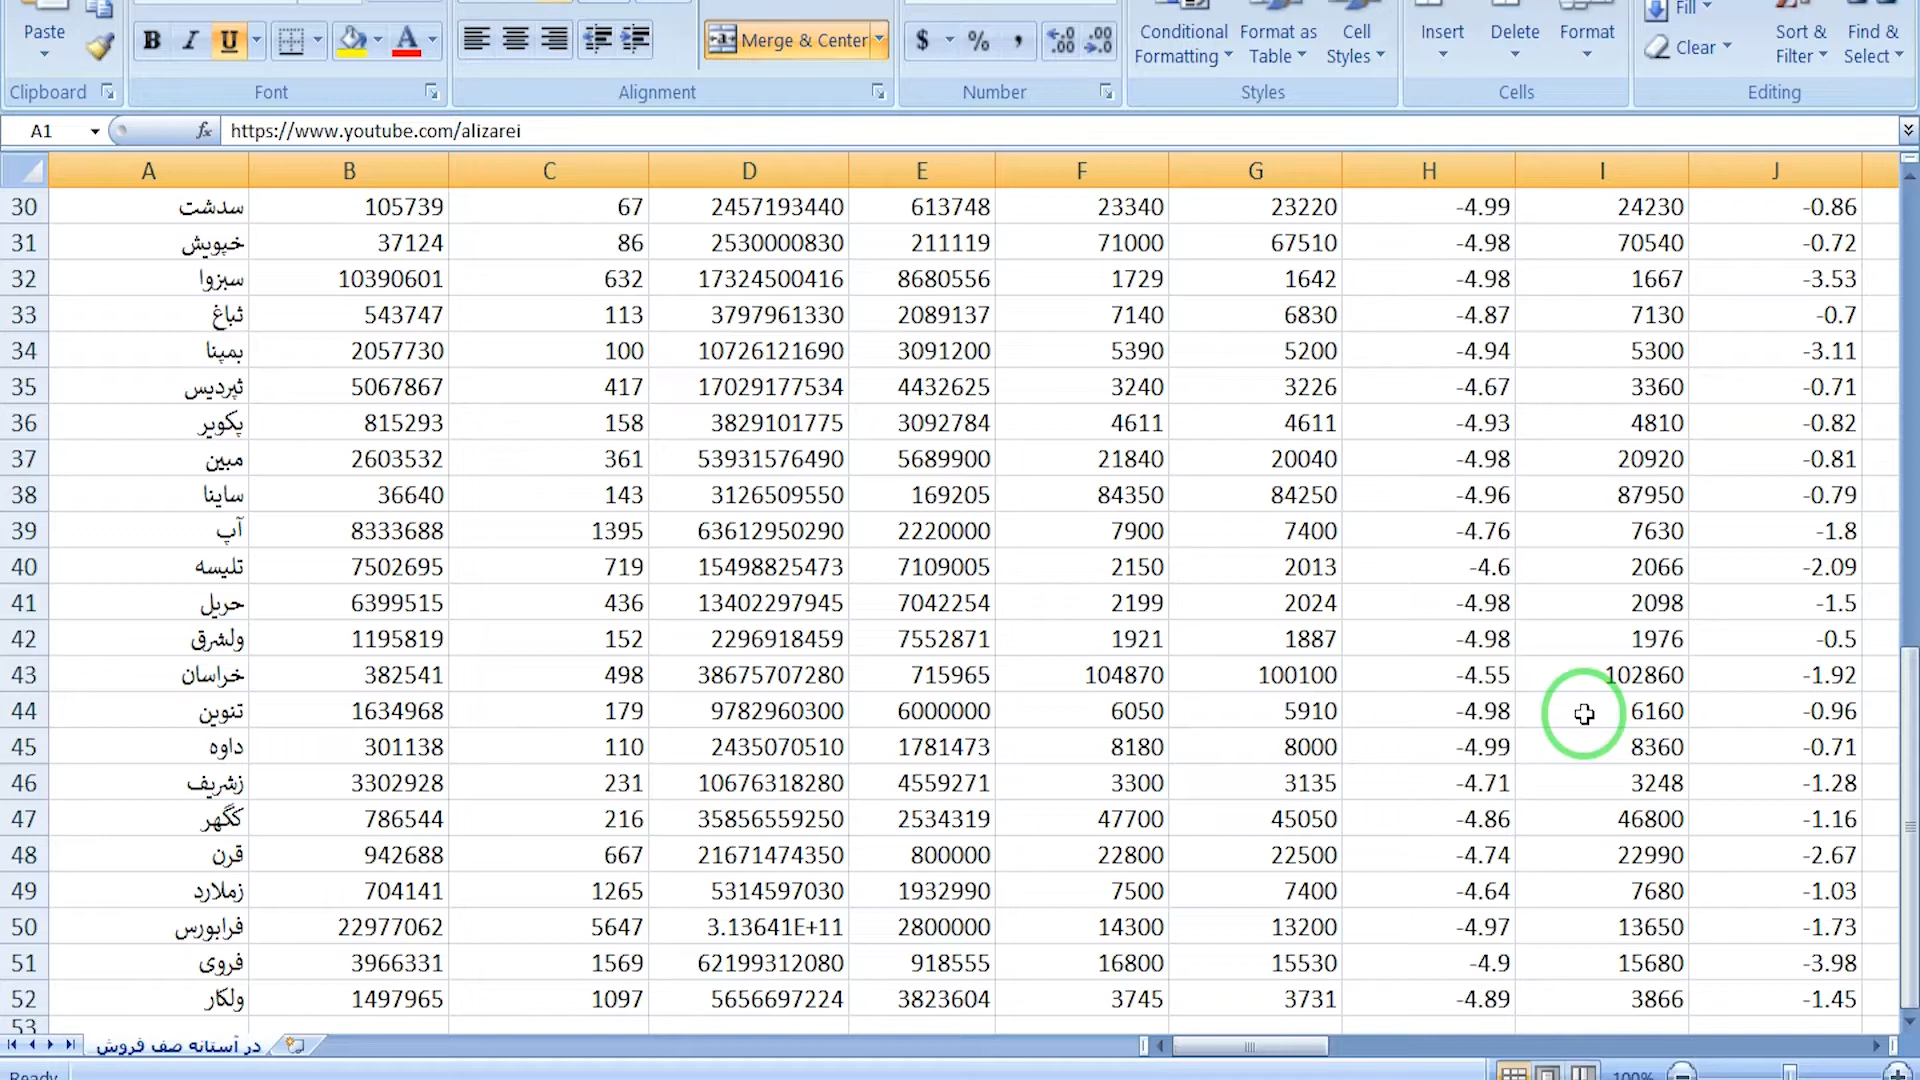 Paste
B I U A
Merge & Center
$ % ,
Conditional Formatting
Format as Table
Cell Styles
Insert
Delete
Format
Fill
Clear
Sort & Filter
Find & Select
Clipboard Font Alignment Number Styles Cells Editing
A1 fx https://www.youtube.com/alizarei
A B C D E F G H I J
30 سدشت 105739 67 2457193440 613748 23340 23220 -4.99 24230 -0.86
31 خپویش 37124 86 2530000830 211119 71000 67510 -4.98 70540 -0.72
32 سبزوا 10390601 632 17324500416 8680556 1729 1642 -4.98 1667 -3.53
33 ثباغ 543747 113 3797961330 2089137 7140 6830 -4.87 7130 -0.7
34 بمپنا 2057730 100 10726121690 3091200 5390 5200 -4.94 5300 -3.11
35 ثپردیس 5067867 417 17029177534 4432625 3240 3226 -4.67 3360 -0.71
36 پکویر 815293 158 3829101775 3092784 4611 4611 -4.93 4810 -0.82
37 مبین 2603532 361 53931576490 5689900 21840 20040 -4.98 20920 -0.81
38 ساینا 36640 143 3126509550 169205 84350 84250 -4.96 87950 -0.79
39 آپ 8333688 1395 63612950290 2220000 7900 7400 -4.76 7630 -1.8
40 تلیسه 7502695 719 15498825473 7109005 2150 2013 -4.6 2066 -2.09
41 حریل 6399515 436 13402297945 7042254 2199 2024 -4.98 2098 -1.5
42 ولشرق 1195819 152 2296918459 7552871 1921 1887 -4.98 1976 -0.5
43 خراسان 382541 498 38675707280 715965 104870 100100 -4.55 102860 -1.92
44 تنوین 1634968 179 9782960300 6000000 6050 5910 -4.98 6160 -0.96
45 داوه 301138 110 2435070510 1781473 8180 8000 -4.99 8360 -0.71
46 زشریف 3302928 231 10676318280 4559271 3300 3135 -4.71 3248 -1.28
47 کگهر 786544 216 35856559250 2534319 47700 45050 -4.86 46800 -1.16
48 قرن 942688 667 21671474350 800000 22800 22500 -4.74 22990 -2.67
49 زملارد 704141 1265 5314597030 1932990 7500 7400 -4.64 7680 -1.03
50 فرابورس 22977062 5647 3.13641E+11 2800000 14300 13200 -4.97 13650 -1.73
51 فروی 3966331 1569 62199312080 918555 16800 15530 -4.9 15680 -3.98
52 ولکار 1497965 1097 5656697224 3823604 3745 3731 -4.89 3866 -1.45
53
در آستانه صف فروش
Ready 100%